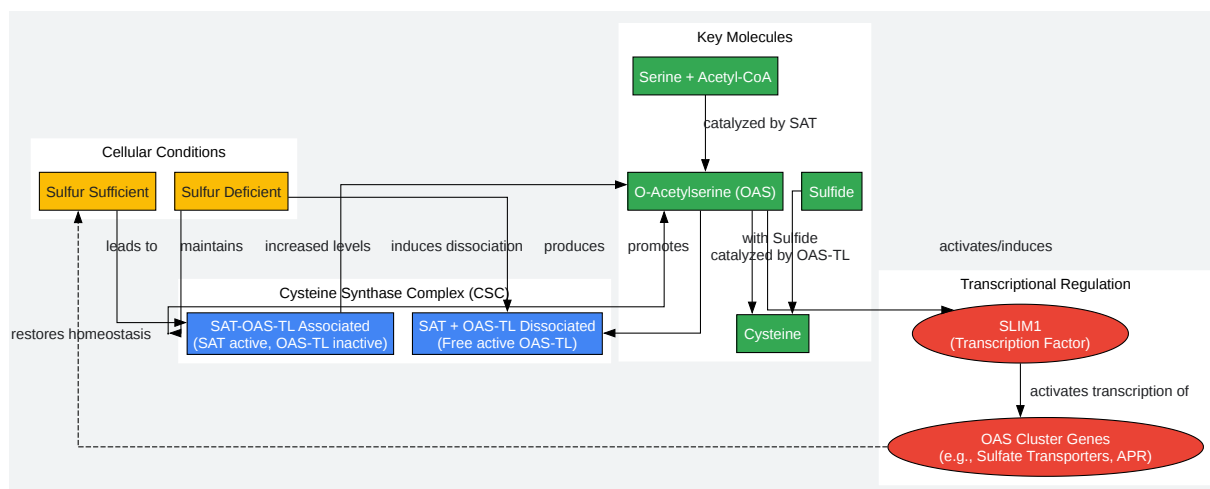 Key Molecules
Serine + Acetyl-CoA
catalyzed by SAT
Cellular Conditions
Sulfur Sufficient
Sulfur Deficient
O-Acetylserine (OAS)
Sulfide
leads to
maintains
increased levels
induces dissociation
produces
promotes
with Sulfide
catalyzed by OAS-TL
activates/induces
Cysteine Synthase Complex (CSC)
Transcriptional Regulation
restores homeostasis
SAT-OAS-TL Associated
(SAT active, OAS-TL inactive)
SAT + OAS-TL Dissociated
(Free active OAS-TL)
Cysteine
SLIM1
(Transcription Factor)
activates transcription of
OAS Cluster Genes
(e.g., Sulfate Transporters, APR)